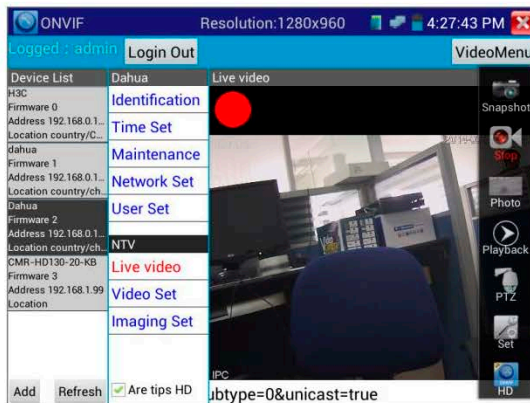 ONVIF Resolution:1280x960 4:27:43 PM
Logged : admin Login Out VideoMenu
Device List Dahua Live video
H3C
Firmware 0
Address 192.168.0.1..
Location country/C...
dahua
Firmware 1
Address 192.168.0.1..
Location country/ch..
Dahua
Firmware 2
Address 192.168.0.1..
Location country/ch..
CMR-HD130-20-KB
Firmware 3
Address 192.168.1.99
Location
Add Refresh
Identification
Time Set
Maintenance
Network Set
User Set
NTV
Live video
Video Set
Imaging Set
Are tips HD
IPC
ubtype=0&unicast=true
Snapshot
Stop
Photo
Playback
PTZ
Set
HD